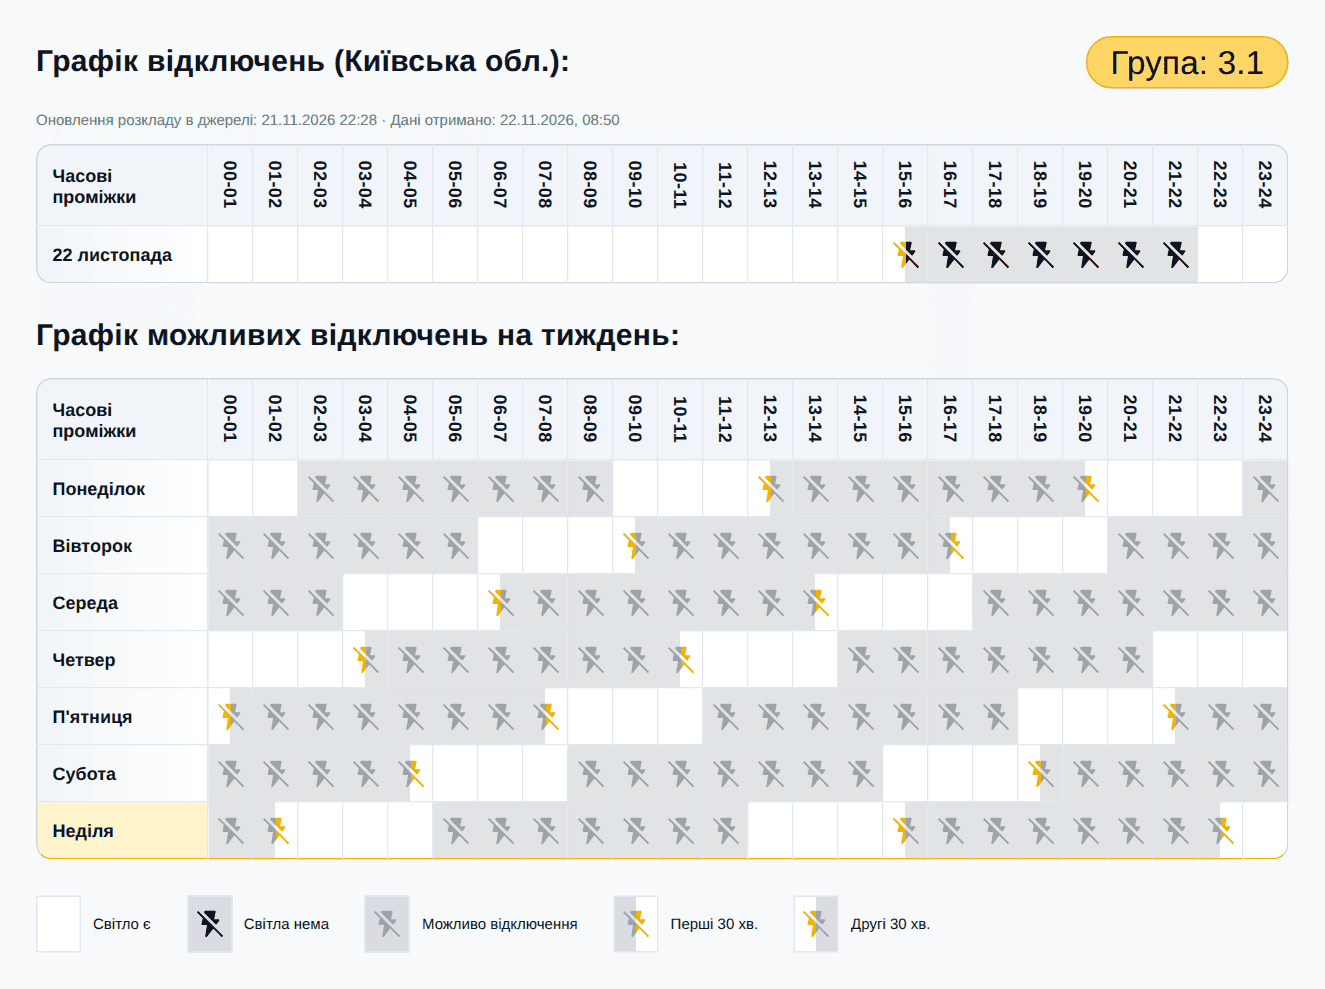 Графік відключень (Київська обл.):
Група: 3.1
Оновлення розкладу в джерелі: 21.11.2026 22:28 · Дані отримано: 22.11.2026, 08:50
Часові проміжки 00-01 01-02 02-03 03-04 04-05 05-06 06-07 07-08 08-09 09-10 10-11 11-12 12-13 13-14 14-15 15-16 16-17 17-18 18-19 19-20 20-21 21-22 22-23 23-24
22 листопада
Графік можливих відключень на тиждень:
Часові проміжки 00-01 01-02 02-03 03-04 04-05 05-06 06-07 07-08 08-09 09-10 10-11 11-12 12-13 13-14 14-15 15-16 16-17 17-18 18-19 19-20 20-21 21-22 22-23 23-24
Понеділок
Вівторок
Середа
Четвер
П'ятниця
Субота
Неділя
Світло є Світла нема Можливо відключення Перші 30 хв. Другі 30 хв.